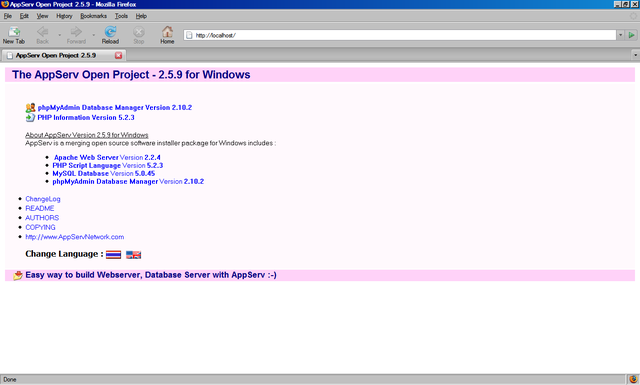 AppServ Open Project 2.5.9 - Mozilla Firefox
File Edit View History Bookmarks Tools Help
New Tab Back Forward Reload Stop Home http://localhost/
AppServ Open Project 2.5.9
The AppServ Open Project - 2.5.9 for Windows
phpMyAdmin Database Manager Version 2.10.2
PHP Information Version 5.2.3
About AppServ Version 2.5.9 for Windows
AppServ is a merging open source software installer package for Windows includes :
Apache Web Server Version 2.2.4
PHP Script Language Version 5.2.3
MySQL Database Version 5.0.45
phpMyAdmin Database Manager Version 2.10.2
ChangeLog
README
AUTHORS
COPYING
http://www.AppServNetwork.com
Change Language :
Easy way to build Webserver, Database Server with AppServ :-)
Done